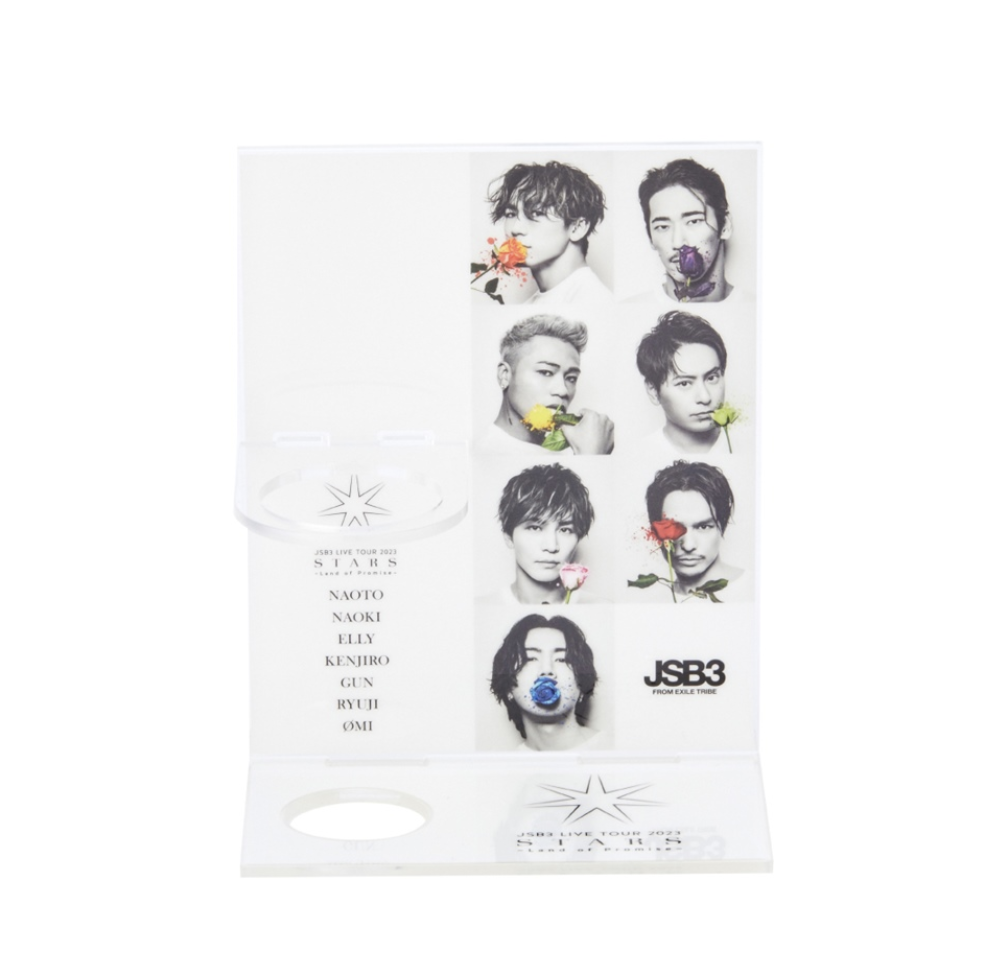 JSB3 LIVE TOUR 2023
STARS
~Land of Promise~
NAOTO
NAOKI
ELLY
KENJIRO
GUN
RYUJI
ØMI
JSB3
FROM EXILE TRIBE
JSB3 LIVE TOUR 2023
STARS
~Land of Promise~